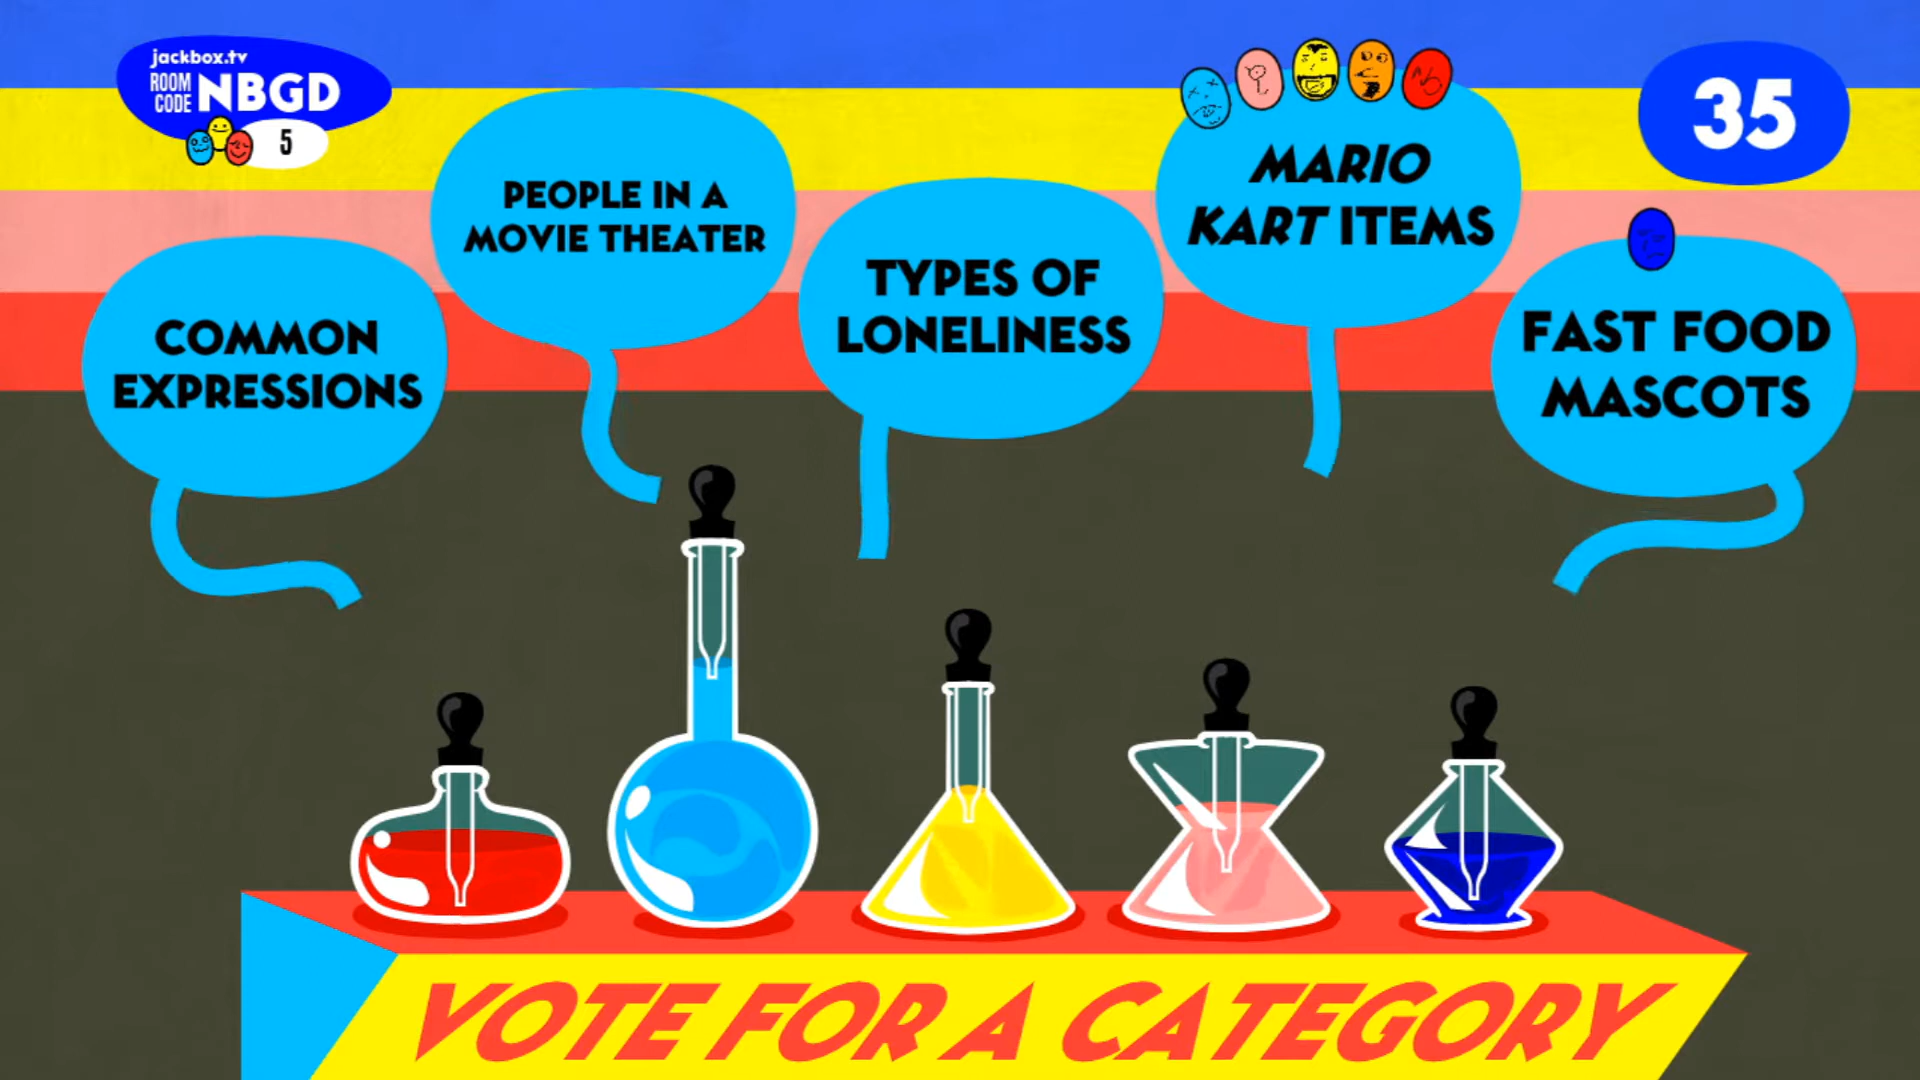 jackbox.tv
ROOM
CODE
NBGD
5
35
PEOPLE IN A
MOVIE THEATER
MARIO
KART ITEMS
TYPES OF
LONELINESS
COMMON
EXPRESSIONS
FAST FOOD
MASCOTS
VOTE FOR A CATEGORY